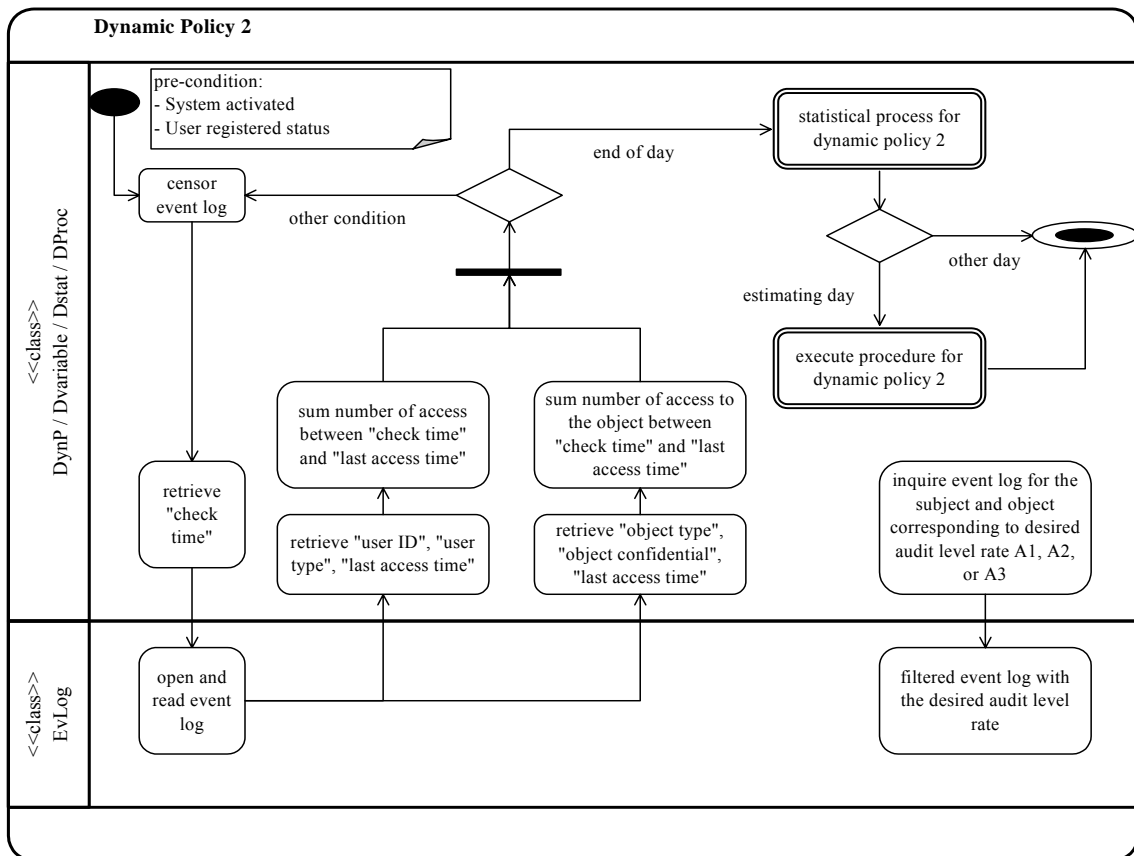 Dynamic Policy 2
<<class>>
DynP / Dvariable / Dstat / DProc
pre-condition:
- System activated
- User registered status
statistical process for
dynamic policy 2
end of day
censor
event log
other condition
other day
estimating day
execute procedure for
dynamic policy 2
sum number of access
between "check time"
and "last access time"
sum number of access to
the object between
"check time" and "last
access time"
retrieve
"check
time"
retrieve "user ID", "user
type", "last access time"
retrieve "object type",
"object confidential",
"last access time"
inquire event log for the
subject and object
corresponding to desired
audit level rate A1, A2,
or A3
<<class>>
EvLog
open and
read event
log
filtered event log with
the desired audit level
rate